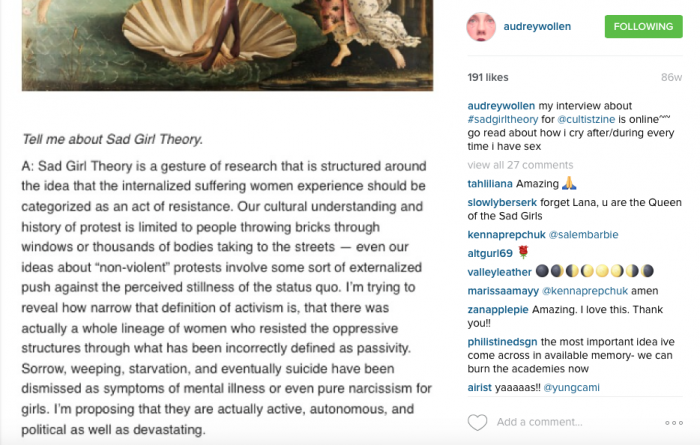 Tell me about Sad Girl Theory.
A: Sad Girl Theory is a gesture of research that is structured around
the idea that the internalized suffering women experience should be
categorized as an act of resistance. Our cultural understanding and
history of protest is limited to people throwing bricks through
windows or thousands of bodies taking to the streets — even our
ideas about “non-violent” protests involve some sort of externalized
push against the perceived stillness of the status quo. I’m trying to
reveal how narrow that definition of activism is, that there was
actually a whole lineage of women who resisted the oppressive
structures through what has been incorrectly defined as passivity.
Sorrow, weeping, starvation, and eventually suicide have been
dismissed as symptoms of mental illness or even pure narcissism for
girls. I’m proposing that they are actually active, autonomous, and
political as well as devastating.
audreywollen
FOLLOWING
191 likes
86w
audreywollen my interview about
#sadgirltheory for @cultistzine is online~~
go read about how i cry after/during every
time i have sex
view all 27 comments
tahliliana Amazing 🙏
slowlyberserk forget Lana, u are the Queen
of the Sad Girls
kennaprepchuk @salembarbie
altgurl69 🌹
valleyleather 🌑🌒🌓🌔🌕🌖🌗🌘
marissaamayy @kennaprepchuk amen
zanapplepie Amazing. I love this. Thank
you!!
philistinedsgn the most important idea ive
come across in available memory- we can
burn the academies now
airist yaaaaas!! @yungcami
Add a comment...